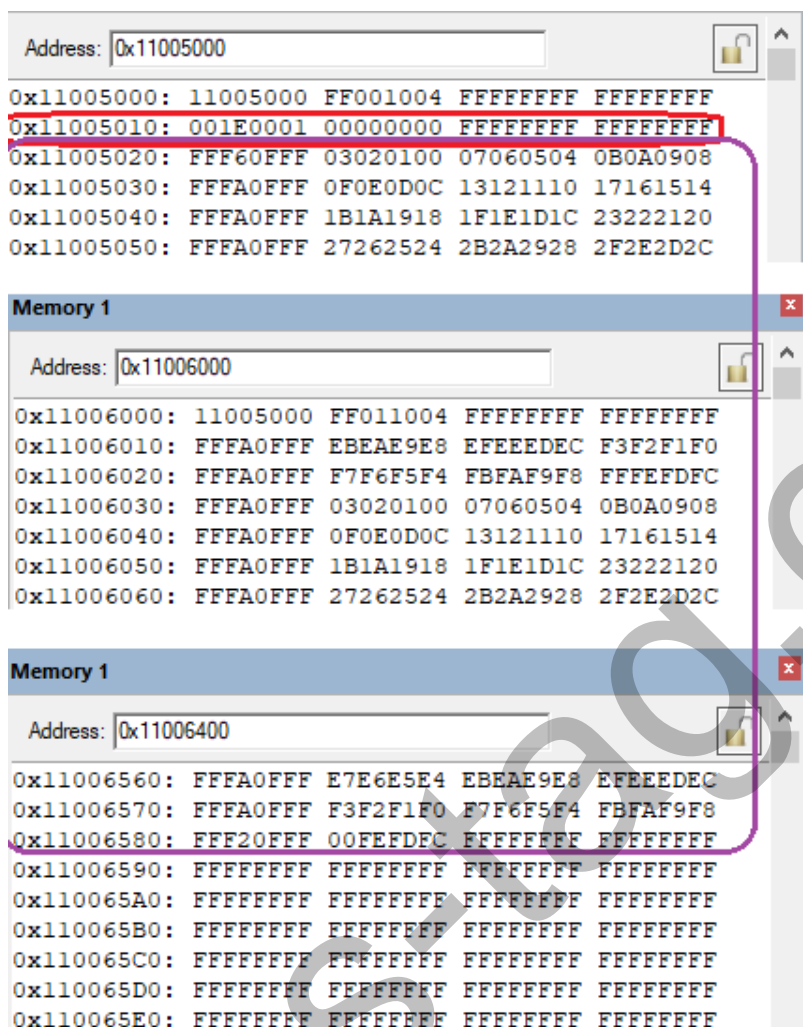 Address: 0x11005000
0x11005000: 11005000 FF001004 FFFFFFFF FFFFFFFF
0x11005010: 001E0001 00000000 FFFFFFFF FFFFFFFF
0x11005020: FFF60FFF 03020100 07060504 0B0A0908
0x11005030: FFFA0FFF 0F0E0D0C 13121110 17161514
0x11005040: FFFA0FFF 1B1A1918 1F1E1D1C 23222120
0x11005050: FFFA0FFF 27262524 2B2A2928 2F2E2D2C
Memory 1
Address: 0x11006000
0x11006000: 11005000 FF011004 FFFFFFFF FFFFFFFF
0x11006010: FFFA0FFF EBEAE9E8 EFEEEDEC F3F2F1F0
0x11006020: FFFA0FFF F7F6F5F4 FBFAF9F8 FFFEFDFC
0x11006030: FFFA0FFF 03020100 07060504 0B0A0908
0x11006040: FFFA0FFF 0F0E0D0C 13121110 17161514
0x11006050: FFFA0FFF 1B1A1918 1F1E1D1C 23222120
0x11006060: FFFA0FFF 27262524 2B2A2928 2F2E2D2C
Memory 1
Address: 0x11006400
0x11006560: FFFA0FFF E7E6E5E4 EBEAE9E8 EFEEEDEC
0x11006570: FFFA0FFF F3F2F1F0 F7F6F5F4 FBFAF9F8
0x11006580: FFF20FFF 00FEFDFC FFFFFFFF FFFFFFFF
0x11006590: FFFFFFFF FFFFFFFF FFFFFFFF FFFFFFFF
0x110065A0: FFFFFFFF FFFFFFFF FFFFFFFF FFFFFFFF
0x110065B0: FFFFFFFF FFFFFFFF FFFFFFFF FFFFFFFF
0x110065C0: FFFFFFFF FFFFFFFF FFFFFFFF FFFFFFFF
0x110065D0: FFFFFFFF FFFFFFFF FFFFFFFF FFFFFFFF
0x110065E0: FFFFFFFF FFFFFFFF FFFFFFFF FFFFFFFF